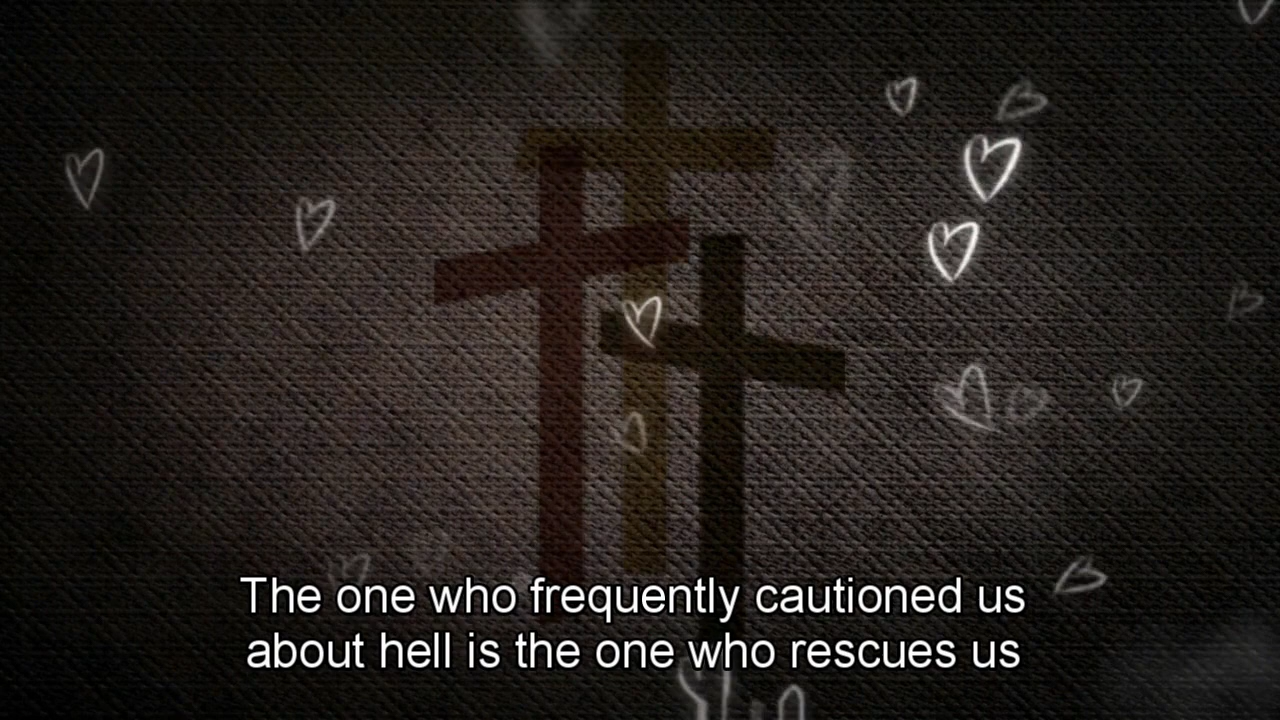 The one who frequently cautioned us
about hell is the one who rescues us